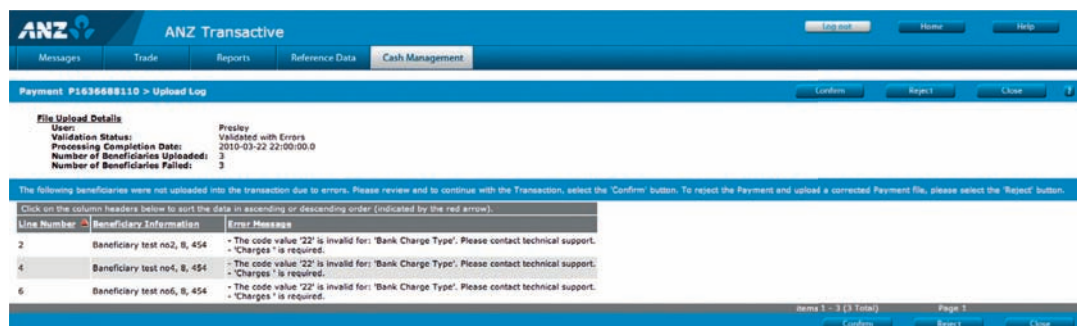 ANZ ANZ Transactive Log out Home Help
Messages Trade Reports Reference Data Cash Management
Payment P1636688110 > Upload Log Confirm Reject Close ?
File Upload Details
User: Presley
Validation Status: Validated with Errors
Processing Completion Date: 2010-03-22 22:00:00.0
Number of Beneficiaries Uploaded: 3
Number of Beneficiaries Failed: 3
The following beneficiaries were not uploaded into the transaction due to errors. Please review and to continue with the Transaction, select the 'Confirm' button. To reject the Payment and upload a corrected Payment file, please select the 'Reject' button.
Click on the column headers below to sort the data in ascending or descending order (indicated by the red arrow).
Line Number Beneficiary Information Error Message
2 Beneficiary test no2, 8, 454 - The code value '22' is invalid for: 'Bank Charge Type'. Please contact technical support.
- 'Charges ' is required.
4 Beneficiary test no4, 8, 454 - The code value '22' is invalid for: 'Bank Charge Type'. Please contact technical support.
- 'Charges ' is required.
6 Beneficiary test no6, 8, 454 - The code value '22' is invalid for: 'Bank Charge Type'. Please contact technical support.
- 'Charges ' is required.
items 1 - 3 (3 Total) Page 1
Confirm Reject Close